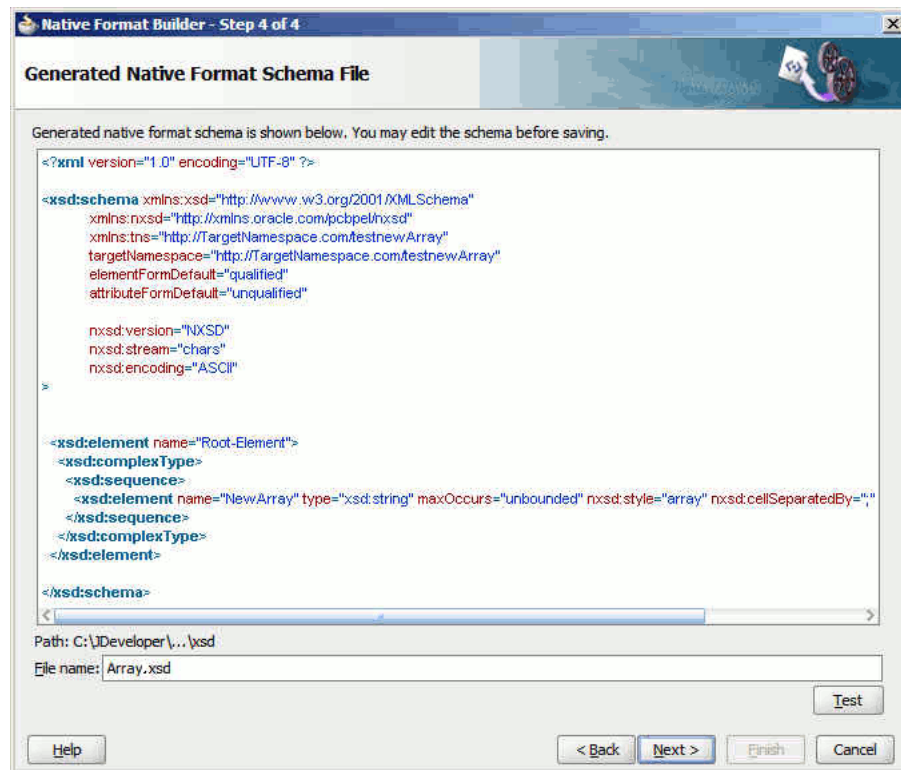 Native Format Builder - Step 4 of 4
Generated Native Format Schema File
Generated native format schema is shown below. You may edit the schema before saving.
<?xml version="1.0" encoding="UTF-8" ?>
<xsd:schema xmlns:xsd="http://www.w3.org/2001/XMLSchema"
xmlns:nxsd="http://xmlns.oracle.com/pcbpel/nxsd"
xmlns:tns="http://TargetNamespace.com/testnewArray"
targetNamespace="http://TargetNamespace.com/testnewArray"
elementFormDefault="qualified"
attributeFormDefault="unqualified"
nxsd:version="NXSD"
nxsd:stream="chars"
nxsd:encoding="ASCII"
>
<xsd:element name="Root-Element">
<xsd:complexType>
<xsd:sequence>
<xsd:element name="NewArray" type="xsd:string" maxOccurs="unbounded" nxsd:style="array" nxsd:cellSeparatedBy=";"
</xsd:sequence>
</xsd:complexType>
</xsd:element>
</xsd:schema>
Path: C:\JDeveloper\...\xsd
File name: Array.xsd
Test
Help < Back Next > Finish Cancel